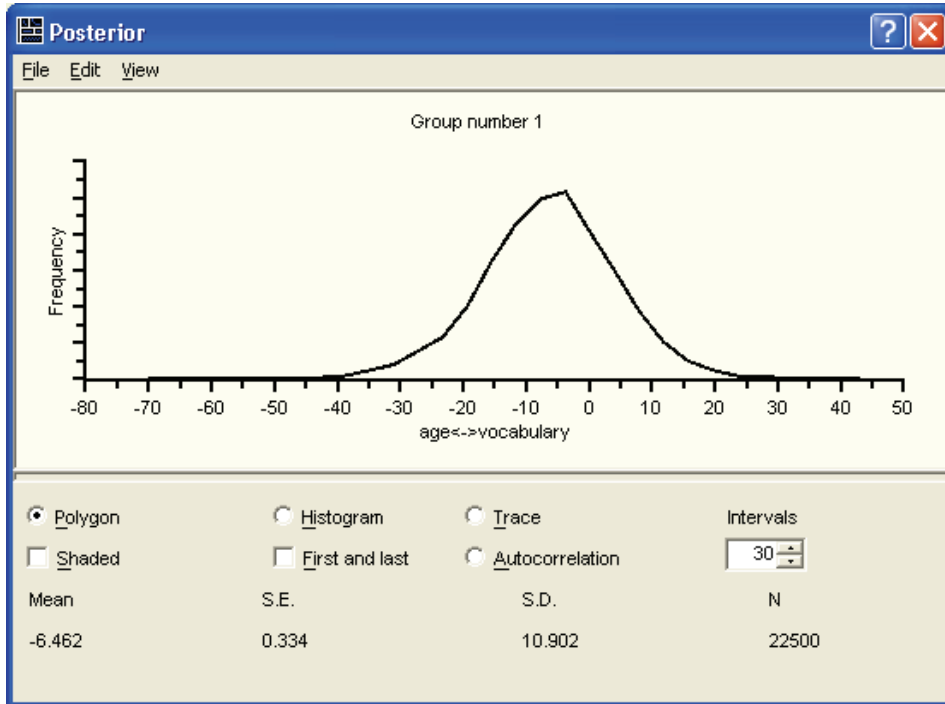 Posterior
File Edit View
Group number 1
Frequency
-80 -70 -60 -50 -40 -30 -20 -10 0 10 20 30 40 50
age<->vocabulary
Polygon Histogram Trace Intervals
Shaded First and last Autocorrelation 30
Mean S.E. S.D. N
-6.462 0.334 10.902 22500